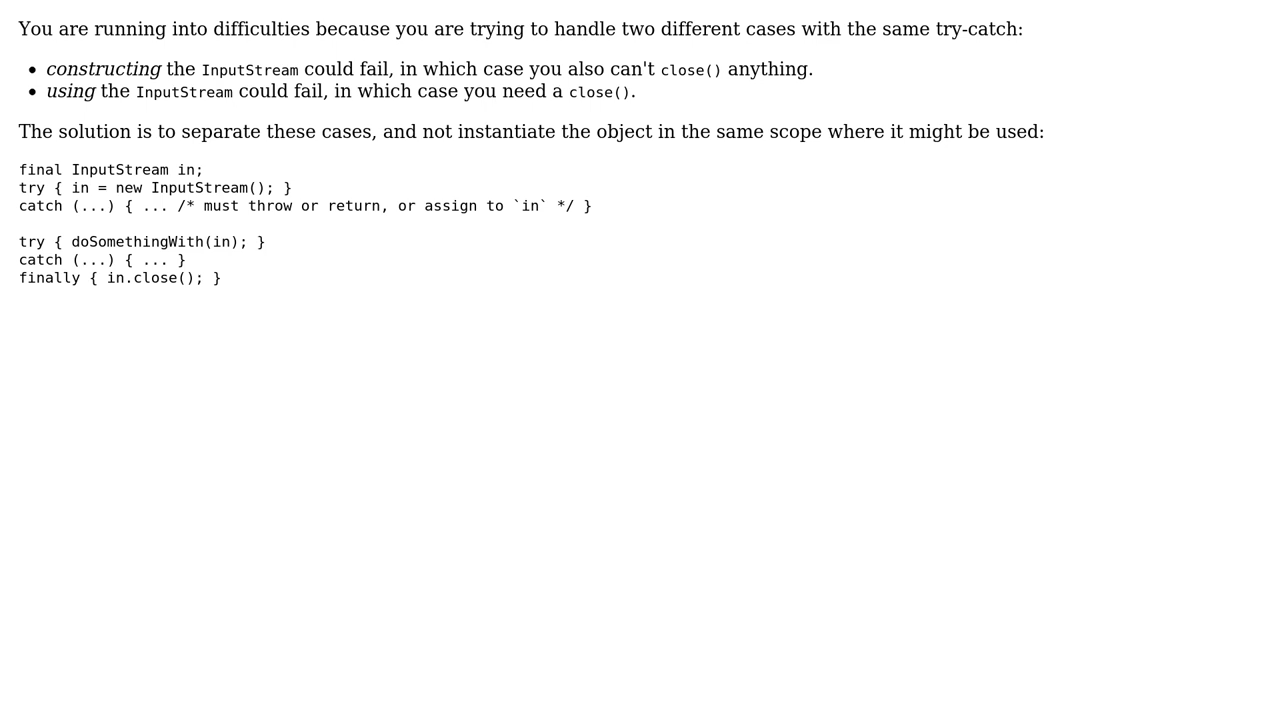 You are running into difficulties because you are trying to handle two different cases with the same try-catch:
• constructing the InputStream could fail, in which case you also can't close() anything.
• using the InputStream could fail, in which case you need a close().
The solution is to separate these cases, and not instantiate the object in the same scope where it might be used:
final InputStream in;
try { in = new InputStream(); }
catch (...) { ... /* must throw or return, or assign to `in` */ }
try { doSomethingWith(in); }
catch (...) { ... }
finally { in.close(); }